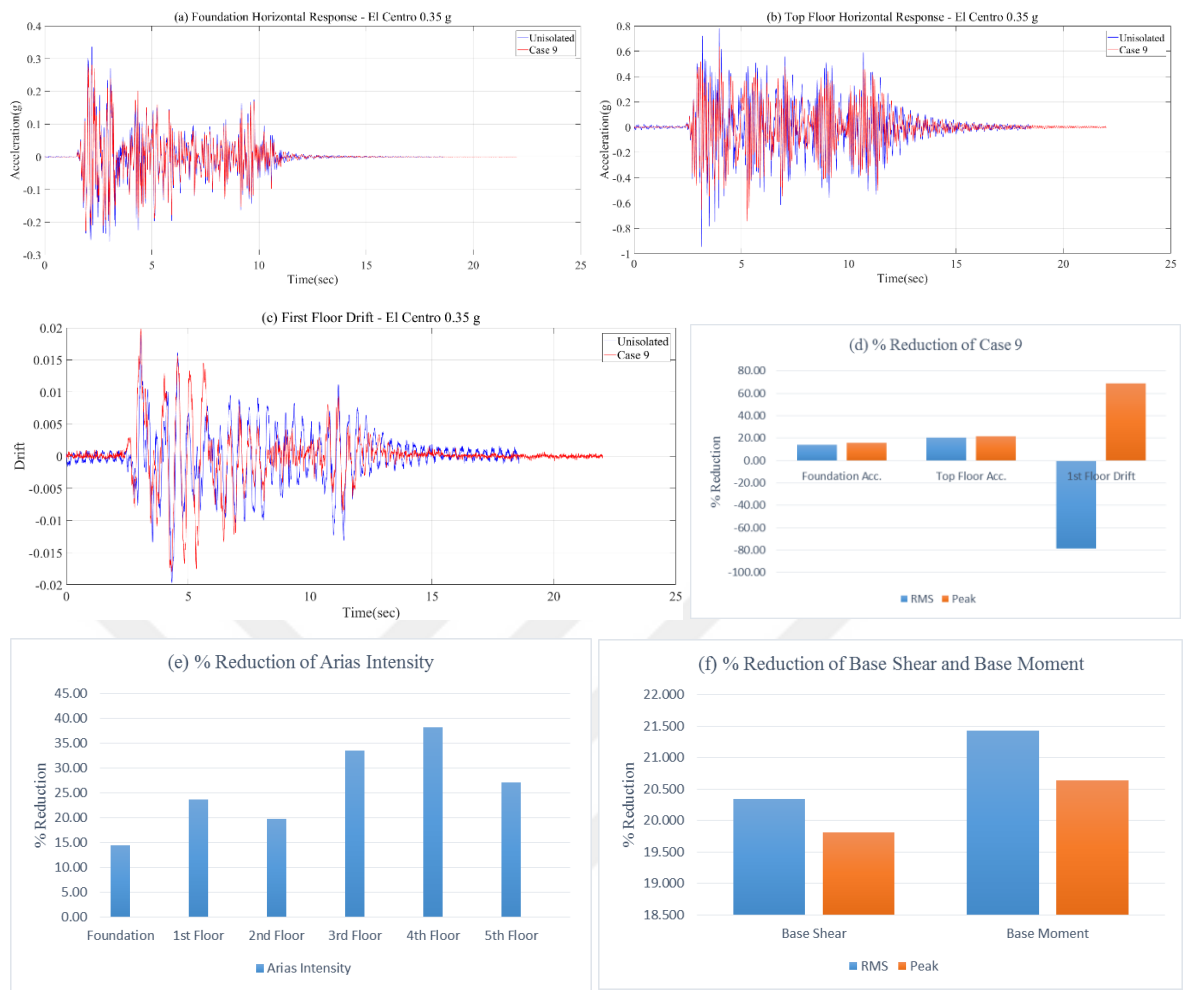 (a) Foundation Horizontal Response - El Centro 0.35 g
0.4
0.3
0.2
0.1
0
-0.1
-0.2
-0.3
Acceleration(g)
Unisolated
Case 9
0 5 10 15 20 25
Time(sec)
(b) Top Floor Horizontal Response - El Centro 0.35 g
0.8
0.6
0.4
0.2
0
-0.2
-0.4
-0.6
-0.8
-1
Acceleration(g)
Unisolated
Case 9
0 5 10 15 20 25
Time(sec)
(c) First Floor Drift - El Centro 0.35 g
0.02
0.015
0.01
0.005
0
-0.005
-0.01
-0.015
-0.02
Drift
Unisolated
Case 9
0 5 10 15 20 25
Time(sec)
(d) % Reduction of Case 9
80.00
60.00
40.00
20.00
0.00
-20.00
-40.00
-60.00
-80.00
-100.00
% Reduction
Foundation Acc. Top Floor Acc. 1st Floor Drift
RMS Peak
(e) % Reduction of Arias Intensity
45.00
40.00
35.00
30.00
25.00
20.00
15.00
10.00
5.00
0.00
% Reduction
Foundation 1st Floor 2nd Floor 3rd Floor 4th Floor 5th Floor
Arias Intensity
(f) % Reduction of Base Shear and Base Moment
22.000
21.500
21.000
20.500
20.000
19.500
19.000
18.500
% Reduction
Base Shear Base Moment
RMS Peak